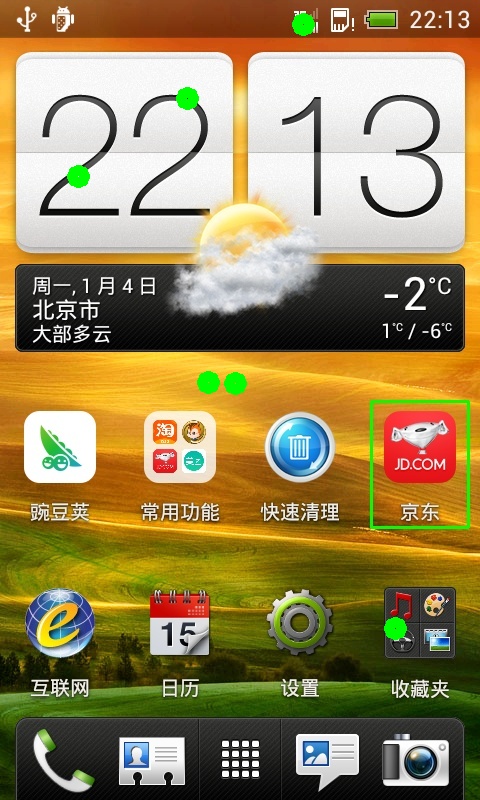 22:13
22 13
周一, 1月4日
北京市
大部多云
-2°C
1°C / -6°C
豌豆荚
常用功能
快速清理
JD.COM
京东
互联网
15
日历
设置
收藏夹